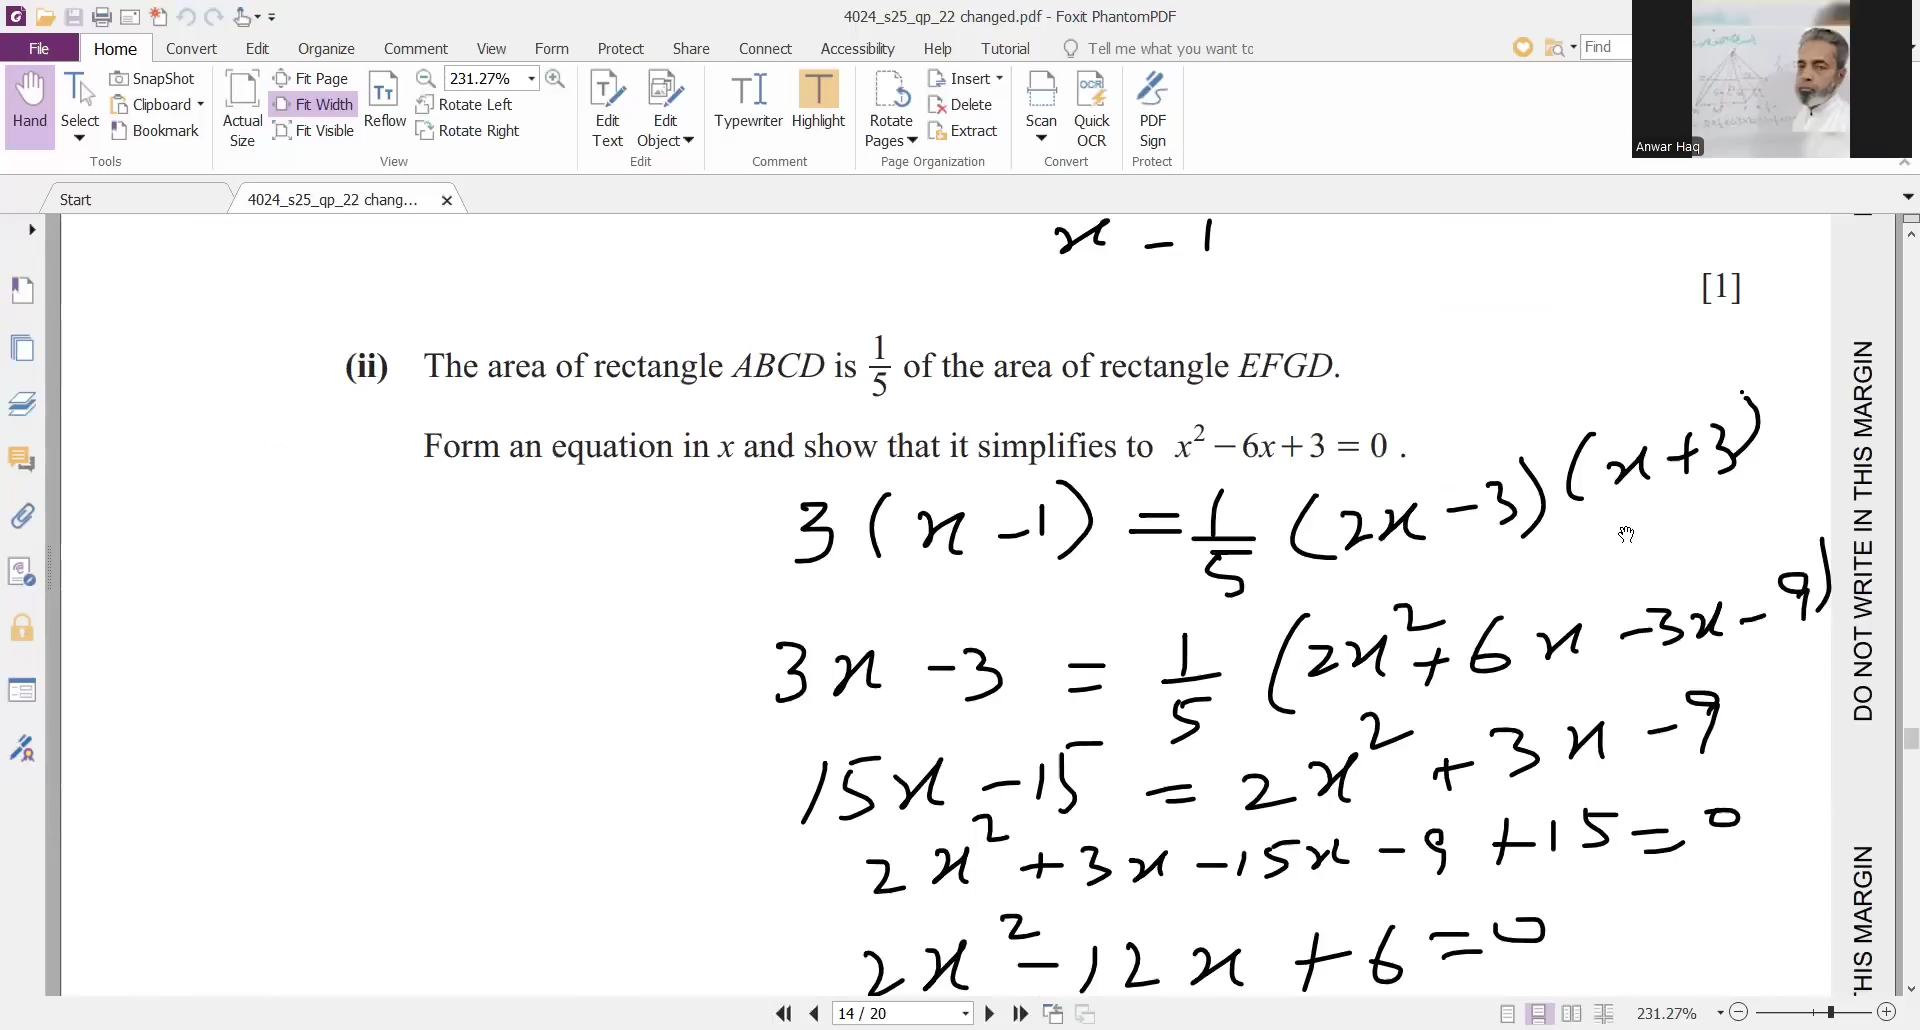 4024_s25_qp_22 changed.pdf - Foxit PhantomPDF
File Home Convert Edit Organize Comment View Form Protect Share Connect Accessibility Help Tutorial Tell me what you want to Find
Hand
Select
SnapShot
Clipboard
Bookmark
Tools
Actual Size
Fit Page
Fit Width
Fit Visible
Reflow
231.27%
Rotate Left
Rotate Right
View
Edit Text
Edit Object
Edit
Typewriter
Highlight
Comment
Rotate Pages
Insert
Delete
Extract
Page Organization
Scan
Quick OCR
Convert
PDF Sign
Protect
Anwar Haq
Start
4024_s25_qp_22 chang...
x - 1
[1]
(ii) The area of rectangle ABCD is 1/5 of the area of rectangle EFGD.
Form an equation in x and show that it simplifies to x² − 6x + 3 = 0 .
3 ( x - 1) = 1/5 (2x - 3) (x + 3)
3x - 3 = 1/5 (2x² + 6x - 3x - 9)
15x - 15 = 2x² + 3x - 9
2x² + 3x - 15x - 9 + 15 = 0
2x² - 12x + 6 = 0
DO NOT WRITE IN THIS MARGIN
THIS MARGIN
14 / 20
231.27%